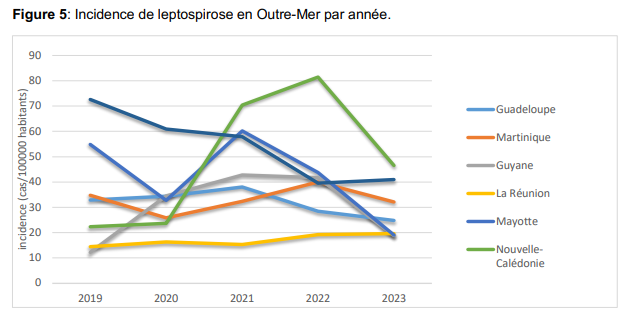 Figure 5: Incidence de leptospirose en Outre-Mer par année.
90
80
70
60
50
40
30
20
10
0
incidence (cas/100000 habitants)
2019 2020 2021 2022 2023
Guadeloupe
Martinique
Guyane
La Réunion
Mayotte
Nouvelle-
Calédonie